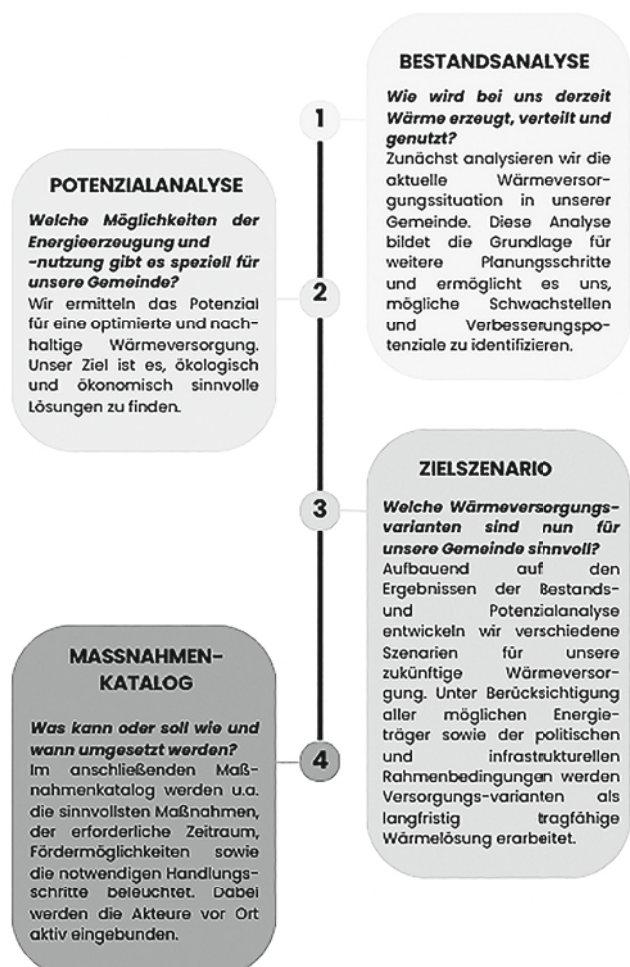 1
BESTANDSANALYSE
Wie wird bei uns derzeit
Wärme erzeugt, verteilt und
genutzt?
Zunächst analysieren wir die
aktuelle Wärmeversor-
gungssituation in unserer
Gemeinde. Diese Analyse
bildet die Grundlage für
weitere Planungsschritte
und ermöglicht es uns,
mögliche Schwachstellen
und Verbesserungspo-
tenziale zu identifizieren.
2
POTENZIALANALYSE
Welche Möglichkeiten der
Energieerzeugung und
-nutzung gibt es speziell für
unsere Gemeinde?
Wir ermitteln das Potenzial
für eine optimierte und nach-
haltige Wärmeversorgung.
Unser Ziel ist es, ökologisch
und ökonomisch sinnvolle
Lösungen zu finden.
3
ZIELSZENARIO
Welche Wärmeversorgungs-
varianten sind nun für
unsere Gemeinde sinnvoll?
Aufbauend auf den
Ergebnissen der Bestands-
und Potenzialanalyse
entwickeln wir verschiedene
Szenarien für unsere
zukünftige Wärmeversor-
gung. Unter Berücksichtigung
aller möglichen Energie-
träger sowie der politischen
und infrastrukturellen
Rahmenbedingungen werden
Versorgungs-varianten als
langfristig tragfähige
Wärmelösung erarbeitet.
4
MASSNAHMEN-
KATALOG
Was kann oder soll wie und
wann umgesetzt werden?
Im anschließenden Maß-
nahmenkatalog werden u.a.
die sinnvollsten Maßnahmen,
der erforderliche Zeitraum,
Fördermöglichkeiten sowie
die notwendigen Handlungs-
schritte beleuchtet. Dabei
werden die Akteure vor Ort
aktiv eingebunden.